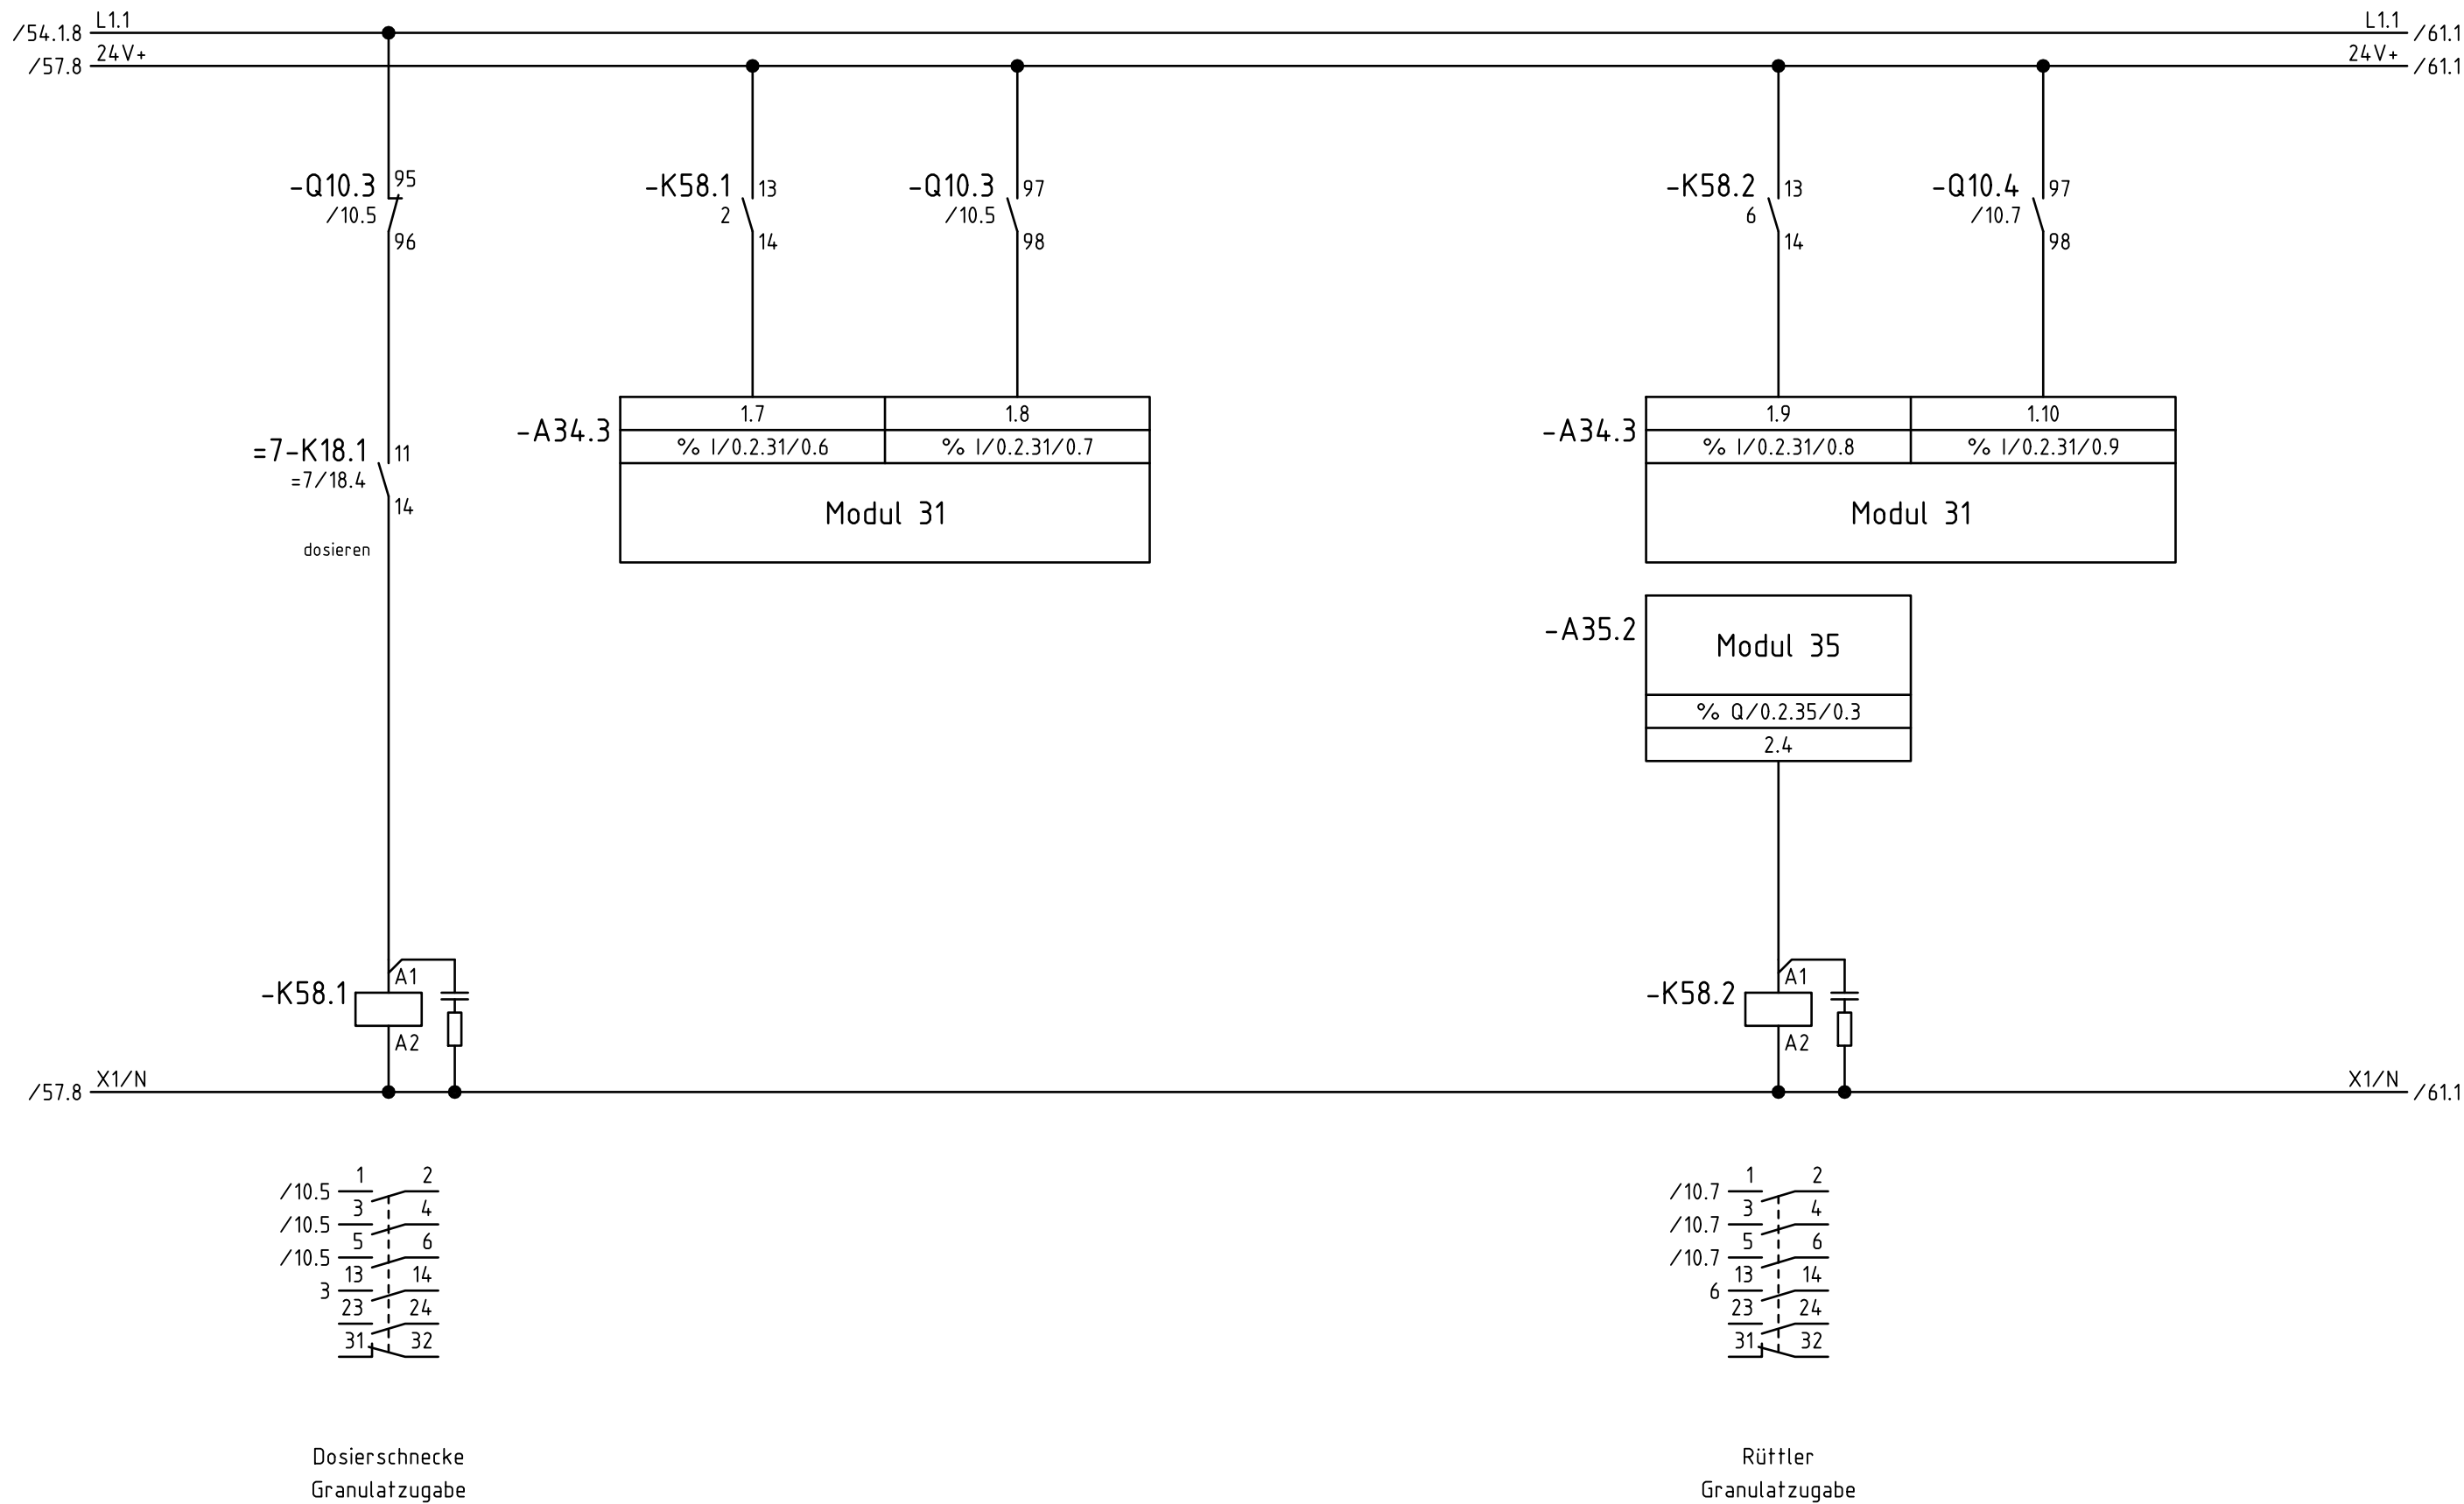 L1.1 L1.1
/54.1.8 /61.1
24V+ 24V+
/57.8 /61.1
-Q10.3 95 -K58.1 13 -Q10.3 97 -K58.2 13 -Q10.4 97
/10.5 2 /10.5 6 /10.7
96 14 98 14 98
1.7 1.8 1.9 1.10
-A34.3 -A34.3
=7-K18.1 11 % I/0.2.31/0.6 % I/0.2.31/0.7 % I/0.2.31/0.8 % I/0.2.31/0.9
=7/18.4
14 Modul 31 Modul 31
dosieren
-A35.2 Modul 35
% Q/0.2.35/0.3
2.4
A1 A1
-K58.1 -K58.2
A2 A2
X1/N X1/N
/57.8 /61.1
1 2 1 2
/10.5 /10.7
3 4 3 4
/10.5 /10.7
5 6 5 6
/10.5 /10.7
13 14 13 14
3 6
23 24 23 24
31 32 31 32
Dosierschnecke Rüttler
Granulatzugabe Granulatzugabe